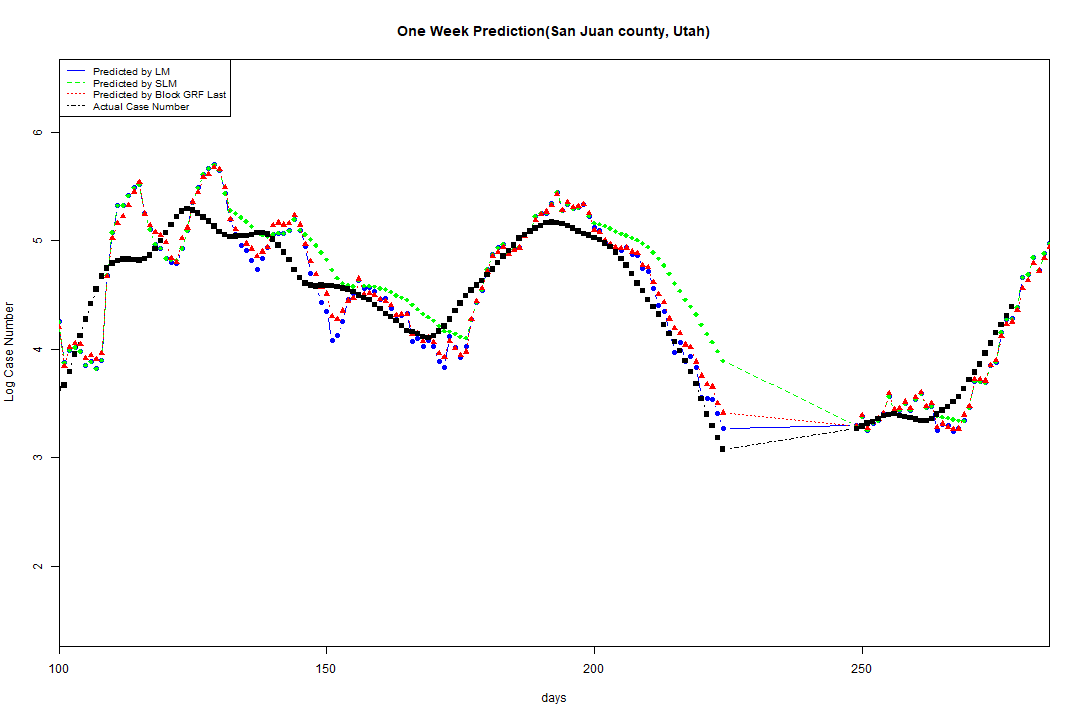 One Week Prediction(San Juan county, Utah)
Predicted by LM
Predicted by SLM
Predicted by Block GRF Last
Actual Case Number
6
5
4
3
2
Log Case Number
100
150
200
250
days